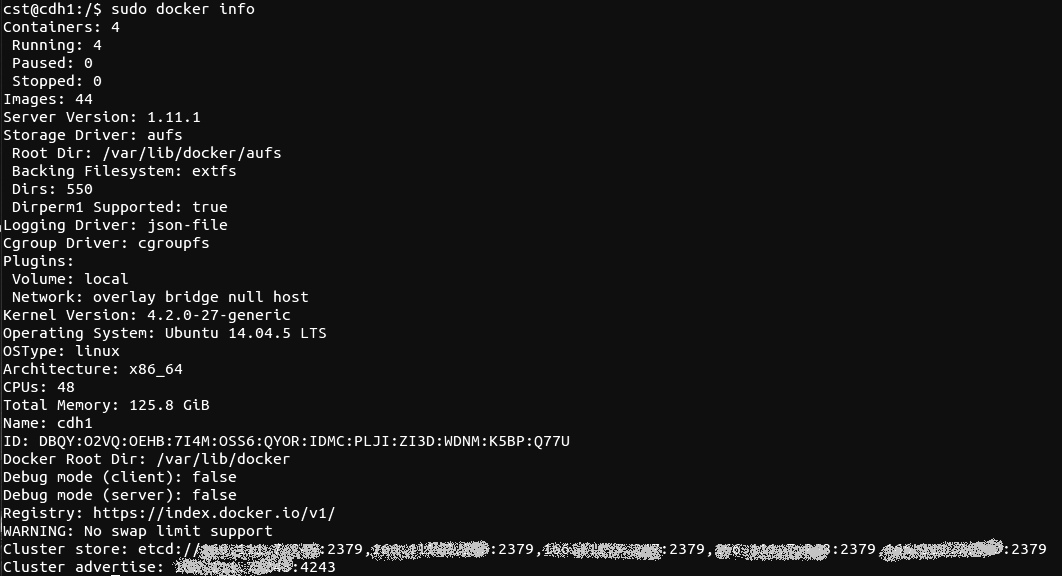 cst@cdh1:/$ sudo docker info
Containers: 4
 Running: 4
 Paused: 0
 Stopped: 0
Images: 44
Server Version: 1.11.1
Storage Driver: aufs
 Root Dir: /var/lib/docker/aufs
 Backing Filesystem: extfs
 Dirs: 550
 Dirperm1 Supported: true
Logging Driver: json-file
Cgroup Driver: cgroupfs
Plugins:
 Volume: local
 Network: overlay bridge null host
Kernel Version: 4.2.0-27-generic
Operating System: Ubuntu 14.04.5 LTS
OSType: linux
Architecture: x86_64
CPUs: 48
Total Memory: 125.8 GiB
Name: cdh1
ID: DBQY:O2VQ:OEHB:7I4M:OSS6:QYOR:IDMC:PLJI:ZI3D:WDNM:K5BP:Q77U
Docker Root Dir: /var/lib/docker
Debug mode (client): false
Debug mode (server): false
Registry: https://index.docker.io/v1/
WARNING: No swap limit support
Cluster store: etcd:// :2379, :2379, :2379, :2379, :2379
Cluster advertise: :4243